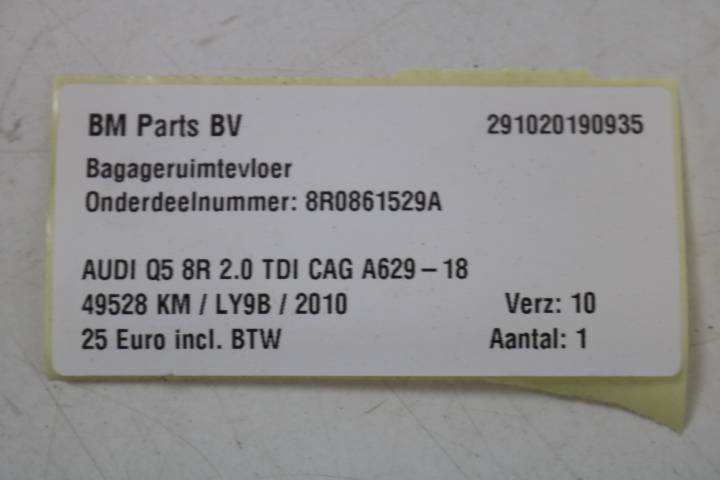 BM Parts BV 291020190935
Bagageruimtevloer
Onderdeelnummer: 8R0861529A
AUDI Q5 8R 2.0 TDI CAG A629-18
49528 KM / LY9B / 2010 Verz: 10
25 Euro incl. BTW Aantal: 1